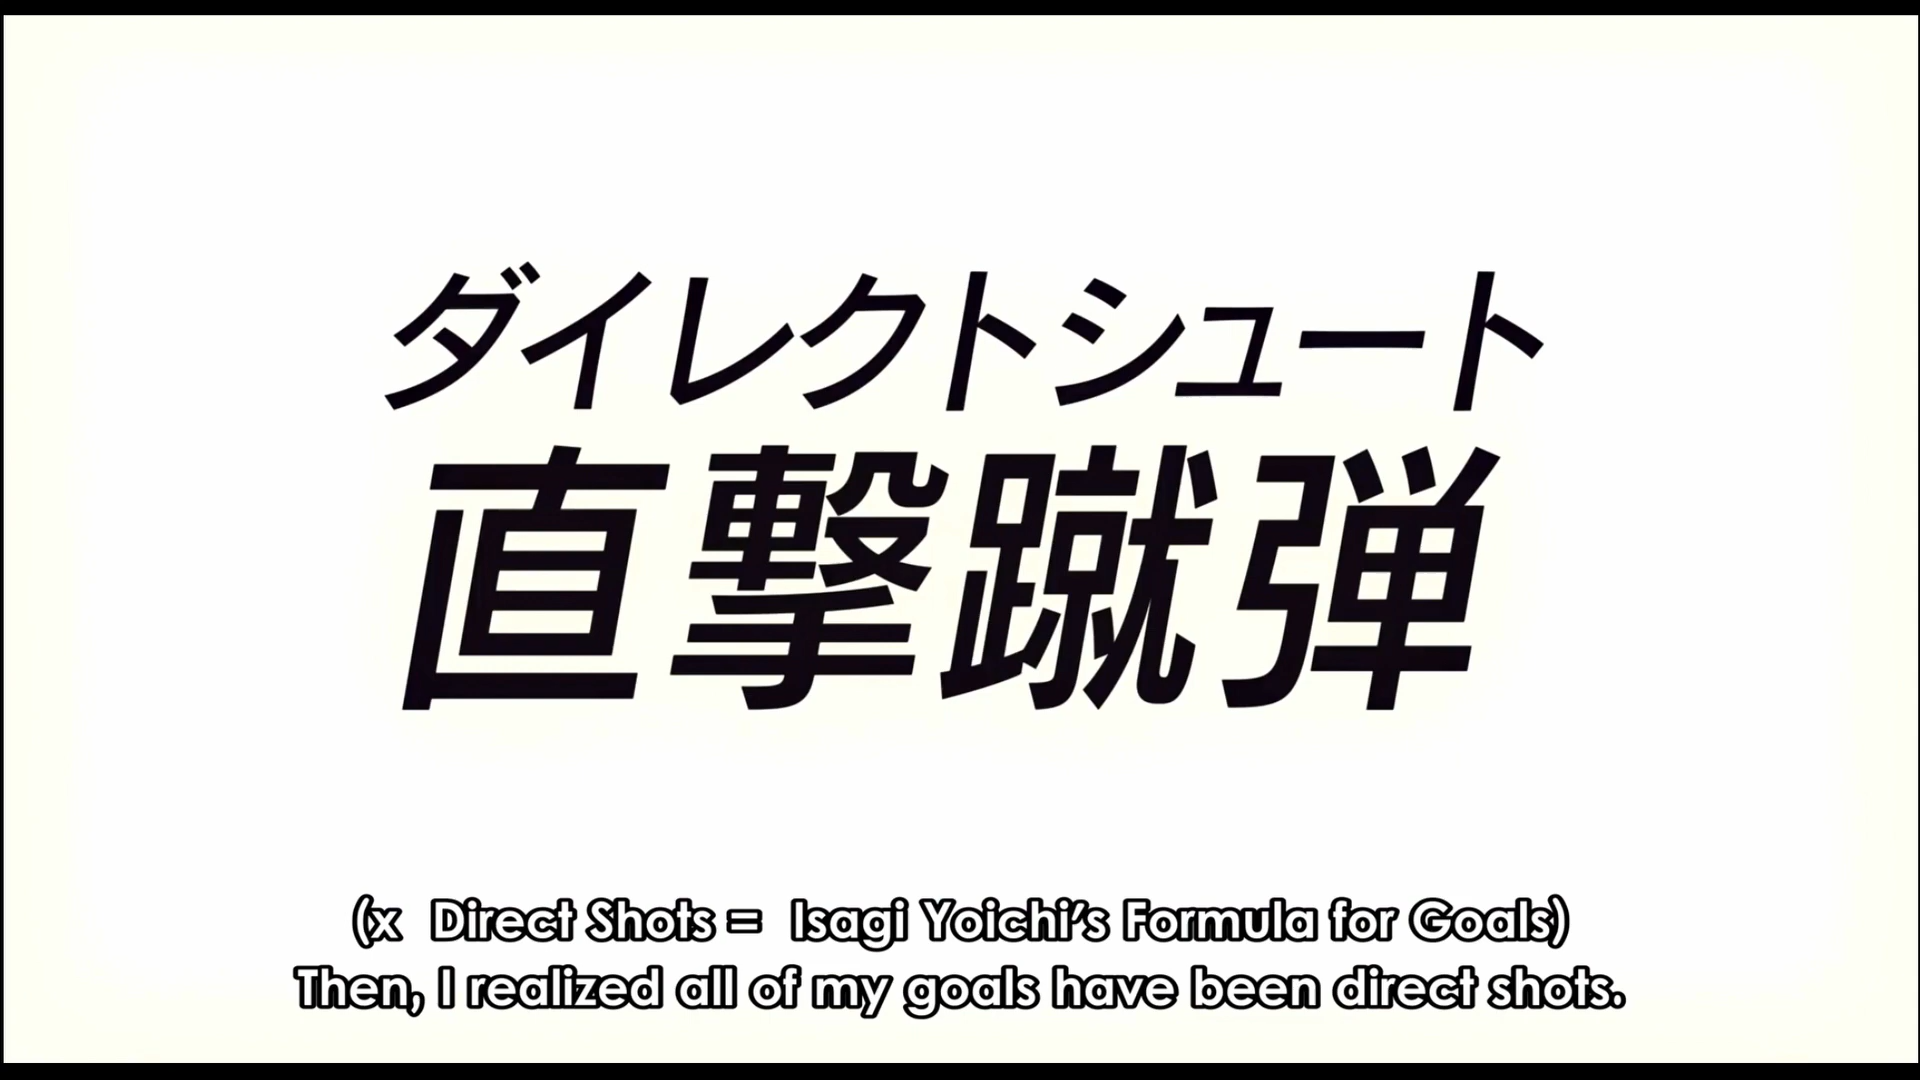 ダイレクトシュート
直撃蹴弾
(x Direct Shots = Isagi Yoichi's Formula for Goals)
Then, I realized all of my goals have been direct shots.